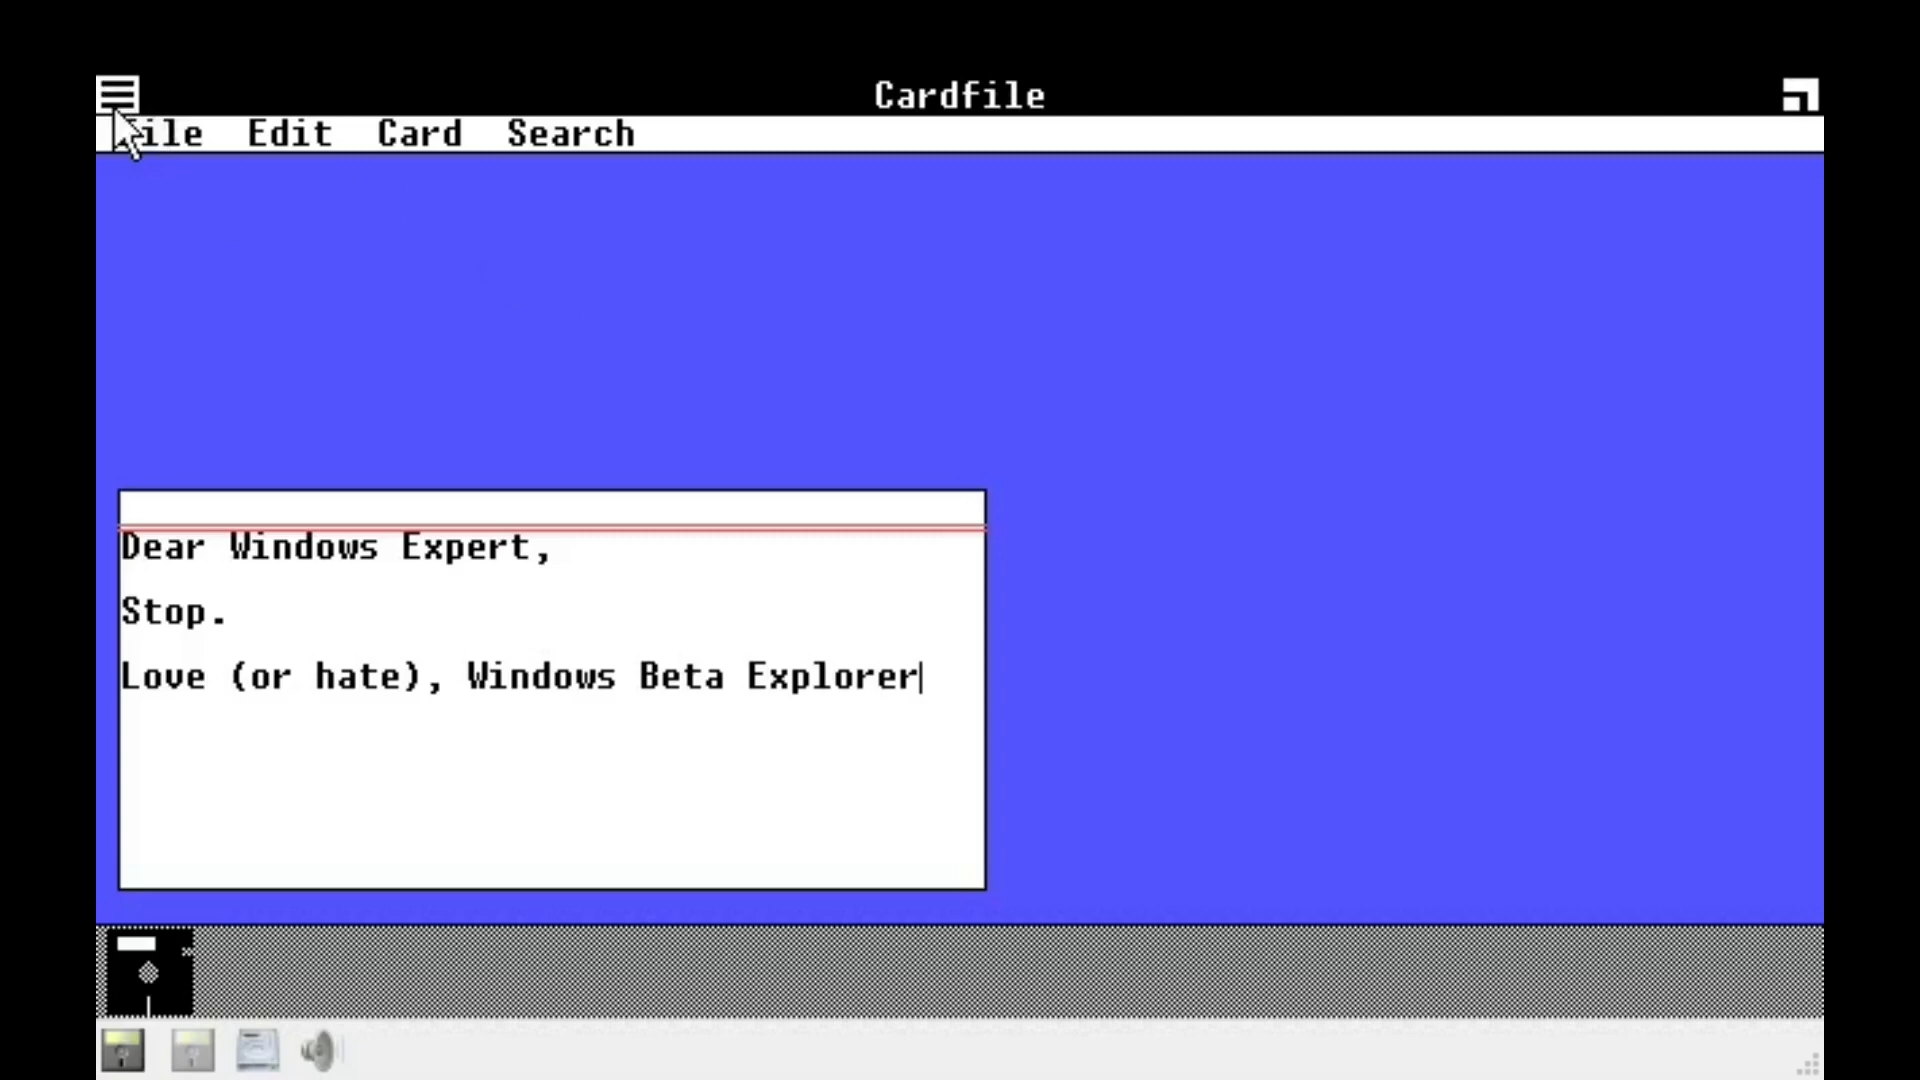 Cardfile
File Edit Card Search
Dear Windows Expert,
Stop.
Love (or hate), Windows Beta Explorer